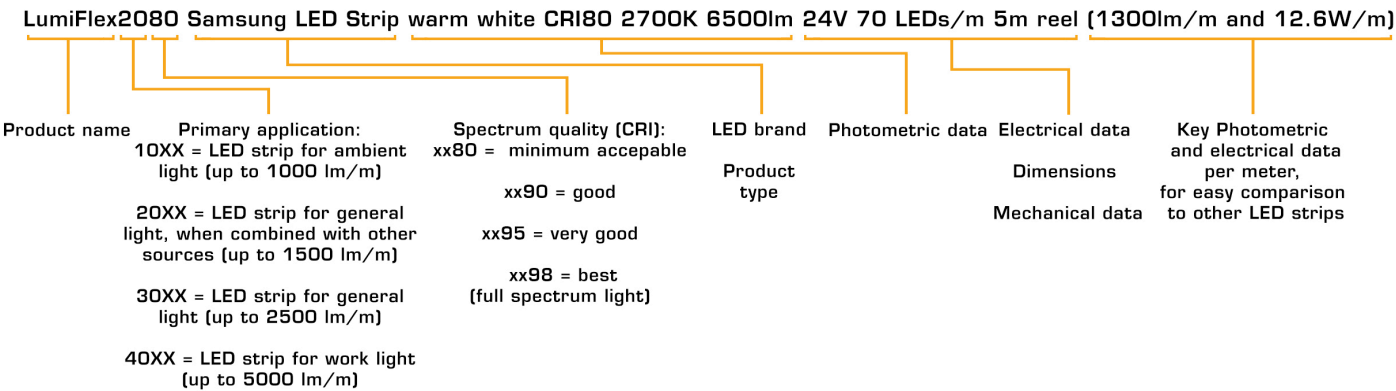 LumiFlex2080 Samsung LED Strip warm white CRI80 2700K 6500lm 24V 70 LEDs/m 5m reel (1300lm/m and 12.6W/m)
Product name
Primary application:
10XX = LED strip for ambient
light (up to 1000 lm/m)
20XX = LED strip for general
light, when combined with other
sources (up to 1500 lm/m)
30XX = LED strip for general
light (up to 2500 lm/m)
40XX = LED strip for work light
(up to 5000 lm/m)
Spectrum quality (CRI):
xx80 = minimum accepable
xx90 = good
xx95 = very good
xx98 = best
(full spectrum light)
LED brand
Product
type
Photometric data
Electrical data
Dimensions
Mechanical data
Key Photometric
and electrical data
per meter,
for easy comparison
to other LED strips